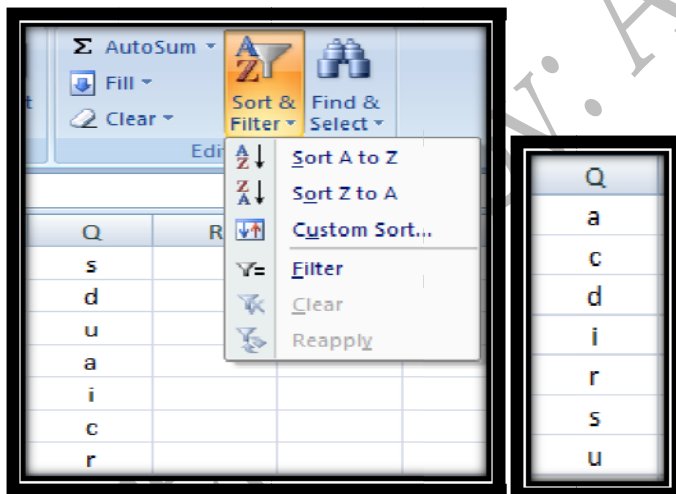 Σ AutoSum
Fill
Clear
Sort & Filter
Find & Select
Edi
Sort A to Z
Sort Z to A
Custom Sort...
Filter
Clear
Reapply
Q R
s
d
u
a
i
c
r
Q
a
c
d
i
r
s
u